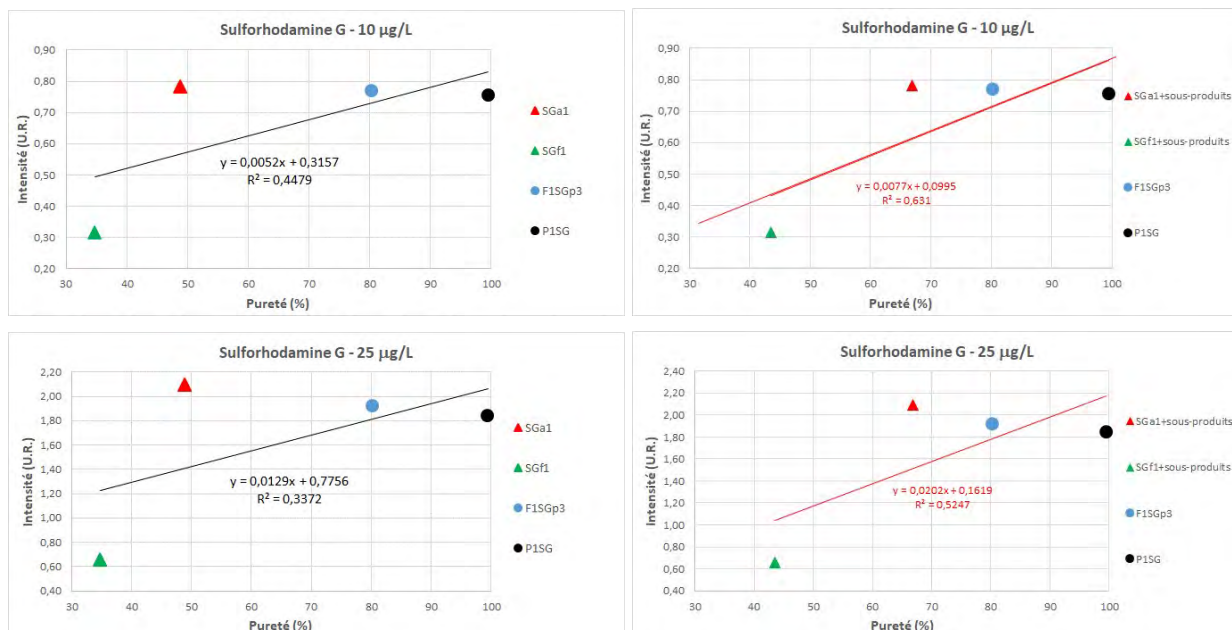 Sulforhodamine G - 10 µg/L
0,90
0,80
0,70
0,60
0,50
0,40
0,30
0,20
Intensité (U.R.)
y = 0,0052x + 0,3157
R² = 0,4479
30 40 50 60 70 80 90 100
Pureté (%)
SGa1
SGf1
F1SGp3
P1SG
Sulforhodamine G - 10 µg/L
0,90
0,80
0,70
0,60
0,50
0,40
0,30
0,20
Intensité (U.R.)
y = 0,0077x + 0,0995
R² = 0,631
30 40 50 60 70 80 90 100
Pureté (%)
SGa1+sous-produits
SGf1+sous-produits
F1SGp3
P1SG
Sulforhodamine G - 25 µg/L
2,20
2,00
1,80
1,60
1,40
1,20
1,00
0,80
0,60
0,40
Intensité (U.R.)
y = 0,0129x + 0,7756
R² = 0,3372
30 40 50 60 70 80 90 100
Pureté (%)
SGa1
SGf1
F1SGp3
P1SG
Sulforhodamine G - 25 µg/L
2,40
2,20
2,00
1,80
1,60
1,40
1,20
1,00
0,80
0,60
0,40
Intensité (U.R.)
y = 0,0202x + 0,1619
R² = 0,5247
30 40 50 60 70 80 90 100
Pureté (%)
SGa1+sous-produits
SGf1+sous-produits
F1SGp3
P1SG